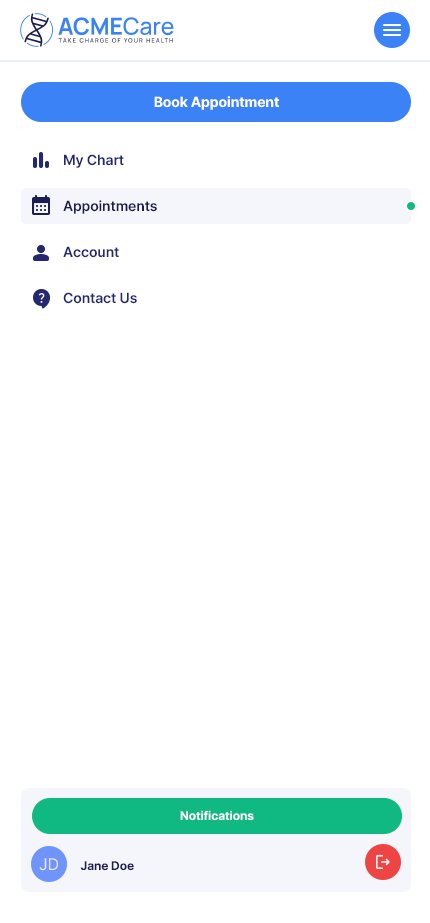 ACMECare
TAKE CHARGE OF YOUR HEALTH
Book Appointment
My Chart
Appointments
Account
Contact Us
Notifications
JD
Jane Doe